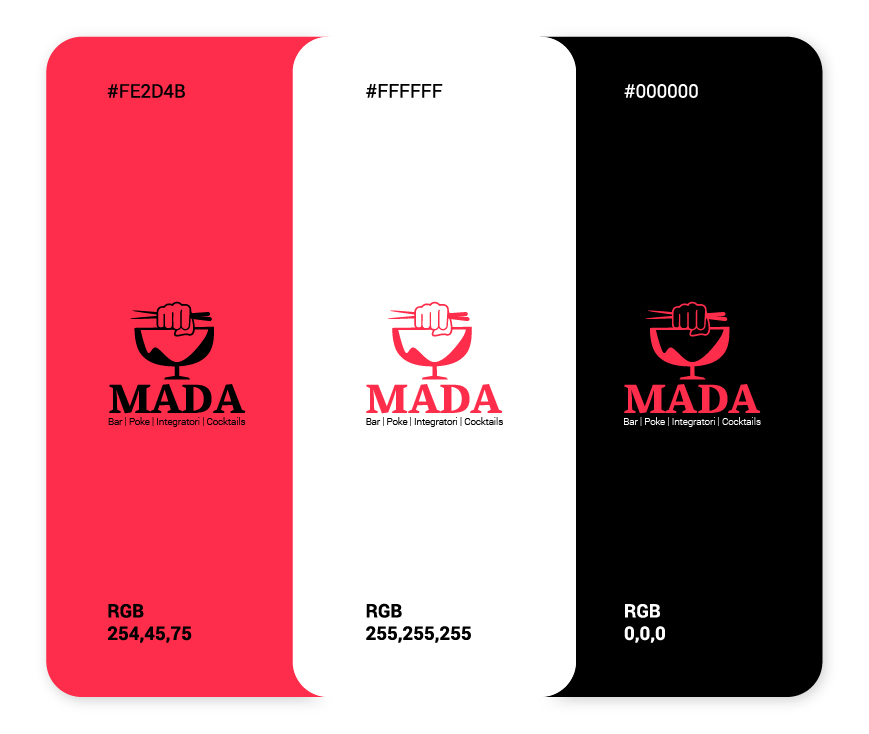 #FE2D4B
MADA
Bar | Poke | Integratori | Cocktails
RGB
254,45,75
#FFFFFF
MADA
Bar | Poke | Integratori | Cocktails
RGB
255,255,255
#000000
MADA
Bar | Poke | Integratori | Cocktails
RGB
0,0,0